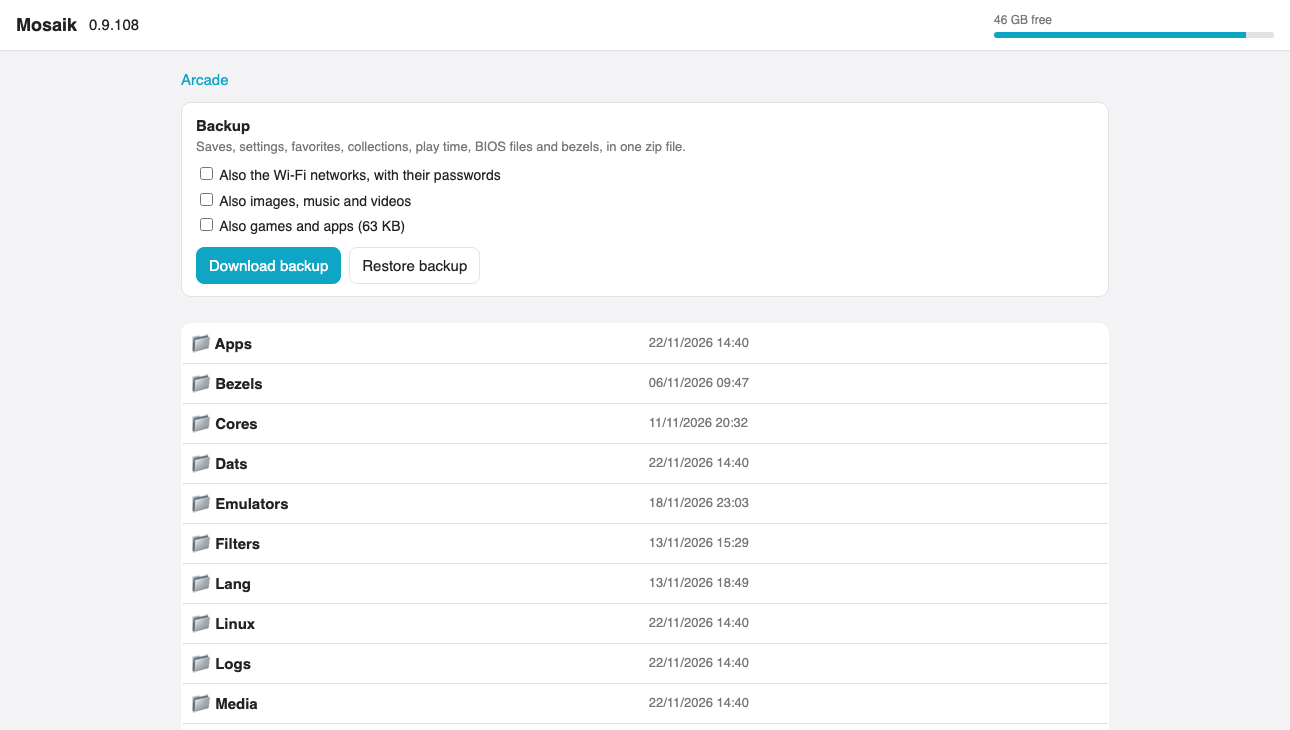 Mosaik 0.9.108
46 GB free
Arcade
Backup
Saves, settings, favorites, collections, play time, BIOS files and bezels, in one zip file.
Also the Wi-Fi networks, with their passwords
Also images, music and videos
Also games and apps (63 KB)
Download backup Restore backup
Apps 22/11/2026 14:40
Bezels 06/11/2026 09:47
Cores 11/11/2026 20:32
Dats 22/11/2026 14:40
Emulators 18/11/2026 23:03
Filters 13/11/2026 15:29
Lang 13/11/2026 18:49
Linux 22/11/2026 14:40
Logs 22/11/2026 14:40
Media 22/11/2026 14:40